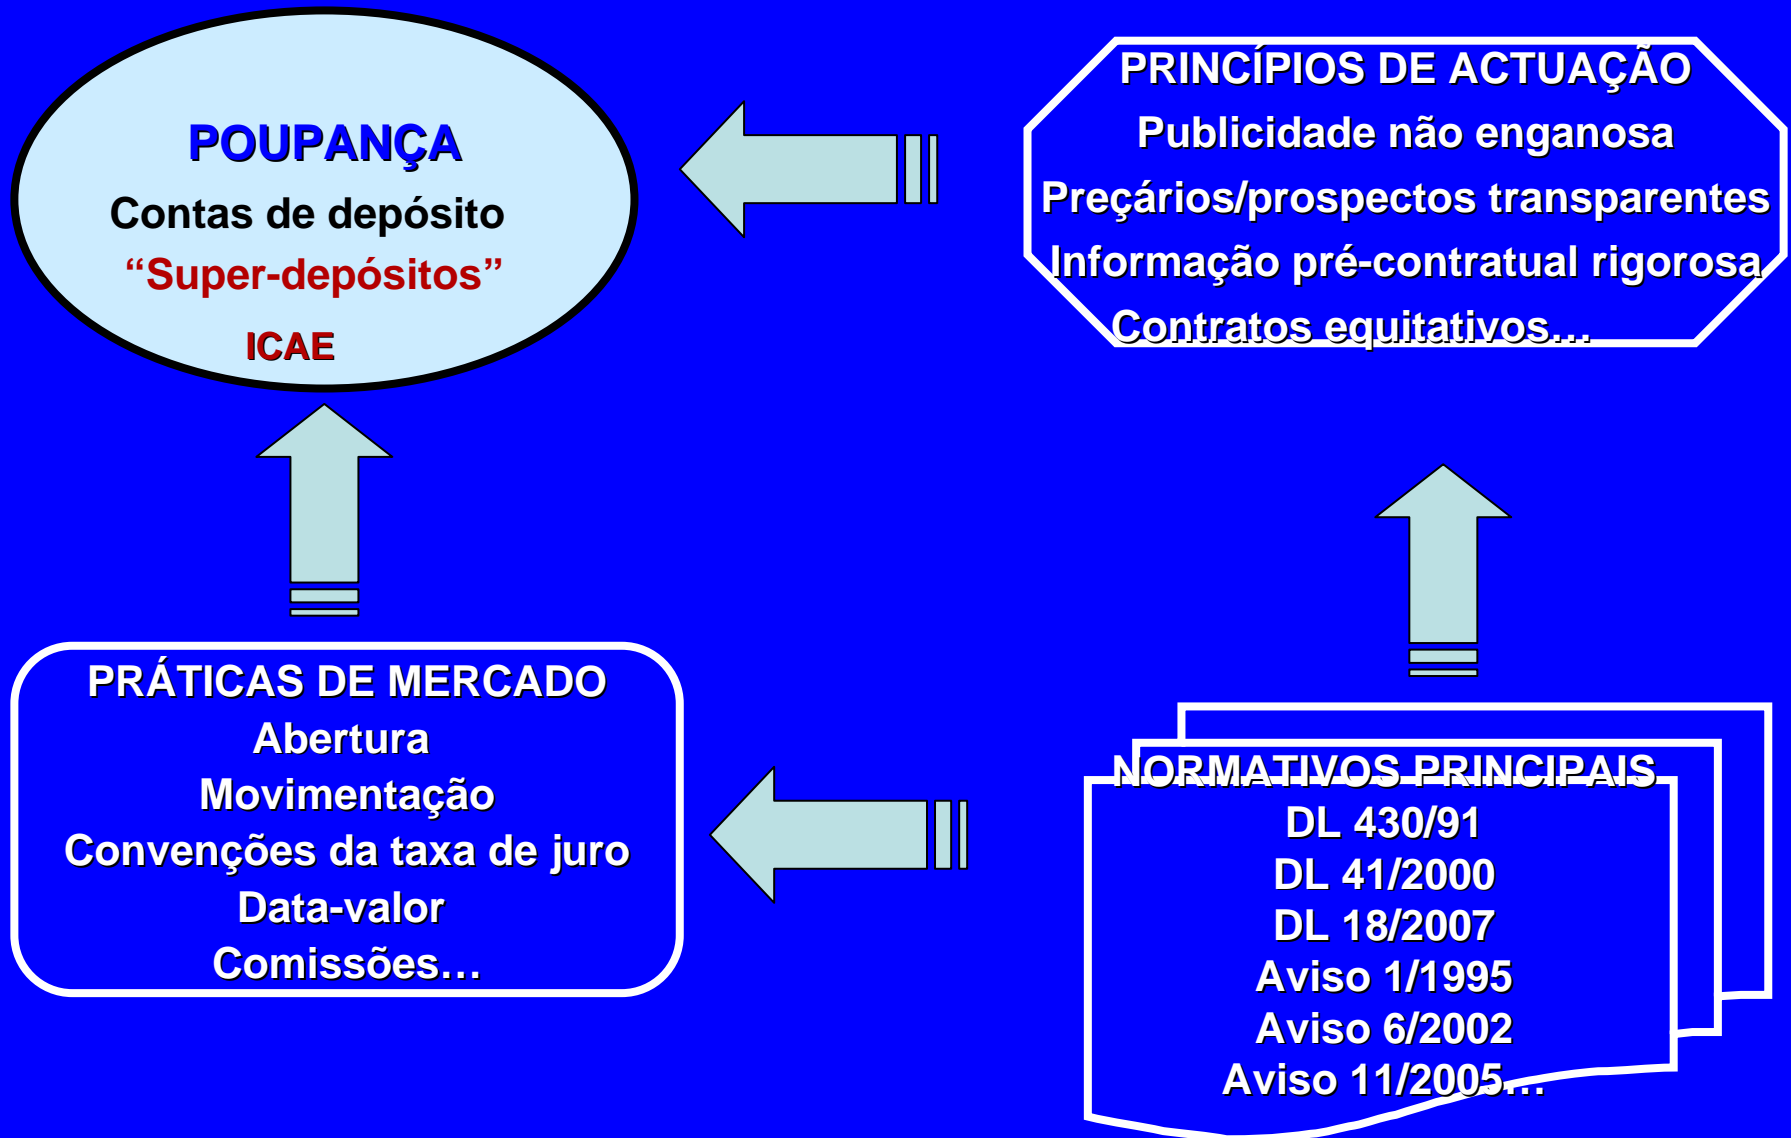 POUPANÇA
Contas de depósito
“Super-depósitos”
ICAE
PRINCÍPIOS DE ACTUAÇÃO
Publicidade não enganosa
Preçários/prospectos transparentes
Informação pré-contratual rigorosa
Contratos equitativos…
PRÁTICAS DE MERCADO
Abertura
Movimentação
Convenções da taxa de juro
Data-valor
Comissões…
NORMATIVOS PRINCIPAIS
DL 430/91
DL 41/2000
DL 18/2007
Aviso 1/1995
Aviso 6/2002
Aviso 11/2005…